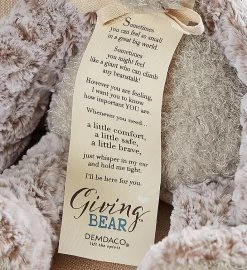 Sometimes
you can feel so small
in a great big world.
Sometimes
you might feel
like a giant who can climb
any beanstalk!
However you are feeling,
I want you to know
how important YOU are.
Whenever you need
a little comfort,
a little safe,
a little brave,
just whisper in my ear
and hold me tight.
I'll be here for you.
Giving
BEAR
DEMDACO
lift the spirit